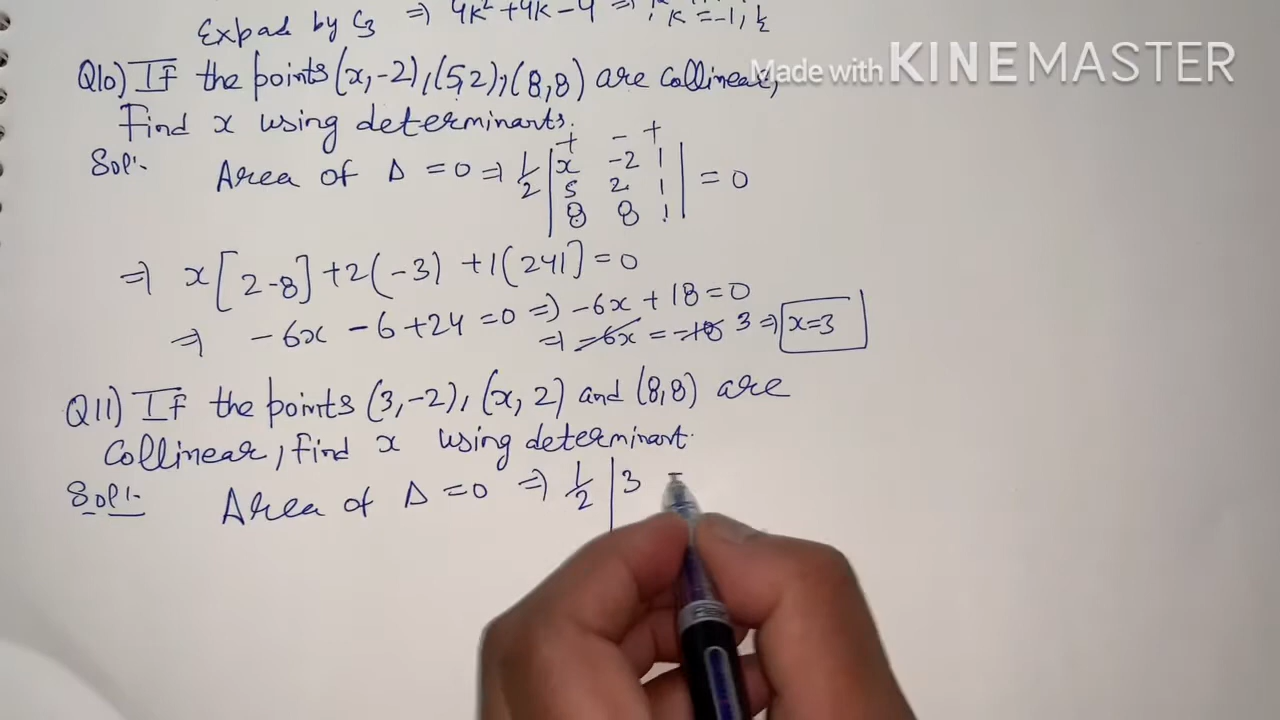 Expad by C3 ⇒ 4k²+4k-4 ⇒ k=-1, ½
Made with KINEMASTER
Q10) If the points (x,-2),(5,2),(8,8) are collinear,
Find x using determinants.
+ - +
Sol:- Area of Δ = 0 ⇒ 1/2 | x -2 1 | = 0
5 2 1
8 8 1
⇒ x[2-8]+2(-3) +1(24]=0
⇒ -6x -6+24=0 ⇒ -6x+18=0
⇒ -6x = -18 3 ⇒ x=3
Q11) If the points (3,-2), (x, 2) and (8,8) are
Collinear, find x using determinant.
Sol:- Area of Δ =0 ⇒ 1/2 | 3 -